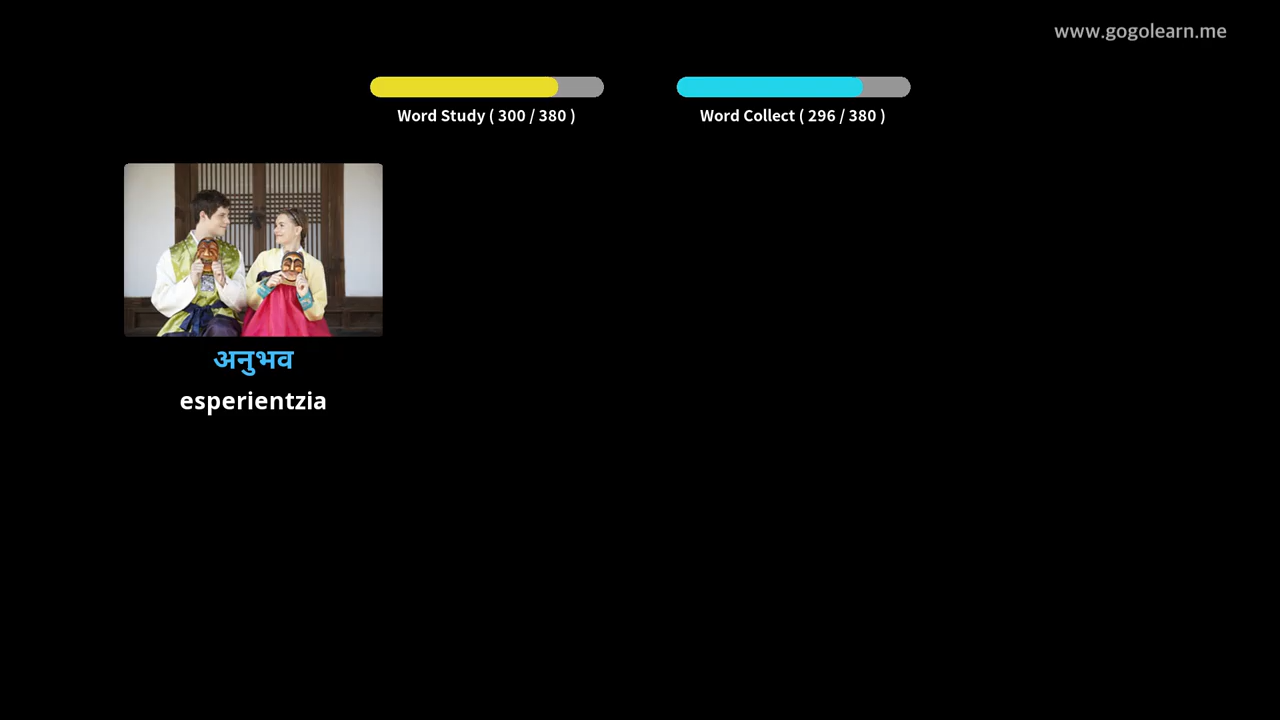 www.gogolearn.me
Word Study ( 300 / 380 )
Word Collect ( 296 / 380 )
अनुभव
esperientzia